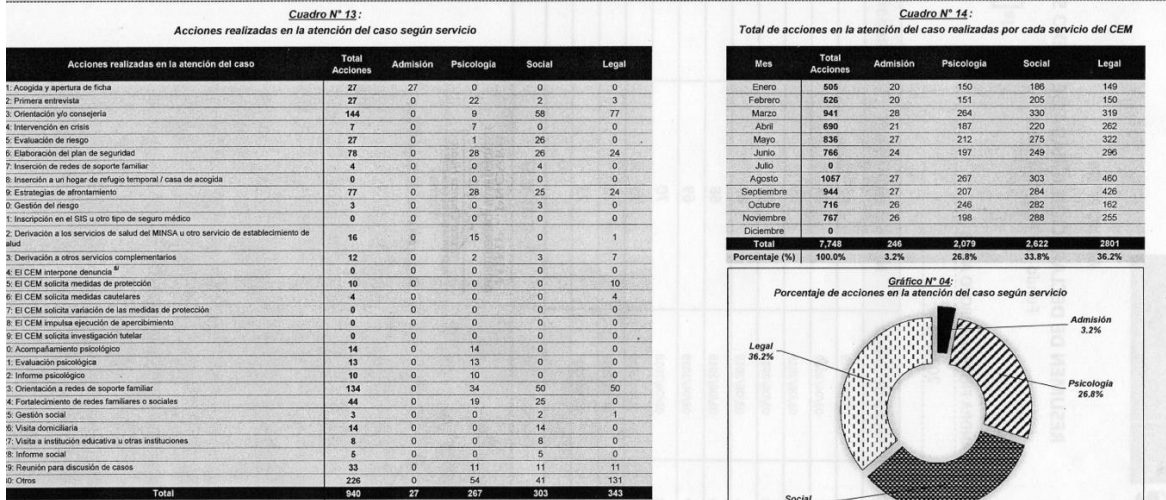 Cuadro N° 13:
Acciones realizadas en la atención del caso según servicio
Acciones realizadas en la atención del caso Total Acciones Admisión Psicología Social Legal
1: Acogida y apertura de ficha 27 27 0 0 0
2: Primera entrevista 27 0 22 2 3
3: Orientación y/o consejería 144 0 9 58 77
4: Intervención en crisis 7 0 7 0 0
5: Evaluación de riesgo 27 0 1 26 0
6: Elaboración del plan de seguridad 78 0 28 26 24
7: Inserción de redes de soporte familiar 4 0 0 4 0
8: Inserción a un hogar de refugio temporal / casa de acogida 0 0 0 0 0
9: Estrategias de afrontamiento 77 0 28 25 24
0: Gestión del riesgo 3 0 0 3 0
1: Inscripción en el SIS u otro tipo de seguro médico 0 0 0 0 0
2: Derivación a los servicios de salud del MINSA u otro servicio de establecimiento de
alud 16 0 15 0 1
3: Derivación a otros servicios complementarios 12 0 2 3 7
4: El CEM interpone denuncia 0 0 0 0 0
5: El CEM solicita medidas de protección 10 0 0 0 10
6: El CEM solicita medidas cautelares 4 0 0 0 4
7: El CEM solicita variación de las medidas de protección 0 0 0 0 0
8: El CEM impulsa ejecución de apercibimiento 0 0 0 0 0
9: El CEM solicita investigación tutelar 0 0 0 0 0
0: Acompañamiento psicológico 14 0 14 0 0
1: Evaluación psicológica 13 0 13 0 0
2: Informe psicológico 10 0 10 0 0
3: Orientación a redes de soporte familiar 134 0 34 50 50
4: Fortalecimiento de redes familiares o sociales 44 0 19 25 0
5: Gestión social 3 0 0 2 1
6: Visita domiciliaria 14 0 0 14 0
7: Visita a institución educativa u otras instituciones 8 0 0 8 0
8: Informe social 5 0 0 5 0
9: Reunión para discusión de casos 33 0 11 11 11
0: Otros 226 0 54 41 131
Total 940 27 267 303 343
Cuadro N° 14:
Total de acciones en la atención del caso realizadas por cada servicio del CEM
Mes Total Acciones Admisión Psicología Social Legal
Enero 505 20 150 186 149
Febrero 526 20 151 205 150
Marzo 941 28 264 330 319
Abril 690 21 187 220 262
Mayo 836 27 212 275 322
Junio 766 24 197 249 296
Julio 0
Agosto 1057 27 267 303 460
Septiembre 944 27 207 284 426
Octubre 716 26 246 282 162
Noviembre 767 26 198 288 255
Diciembre 0
Total 7,748 246 2,079 2,622 2801
Porcentaje (%) 100.0% 3.2% 26.8% 33.8% 36.2%
Gráfico N° 04:
Porcentaje de acciones en la atención del caso según servicio
Admisión
3.2%
Legal
36.2%
Psicología
26.8%
Social